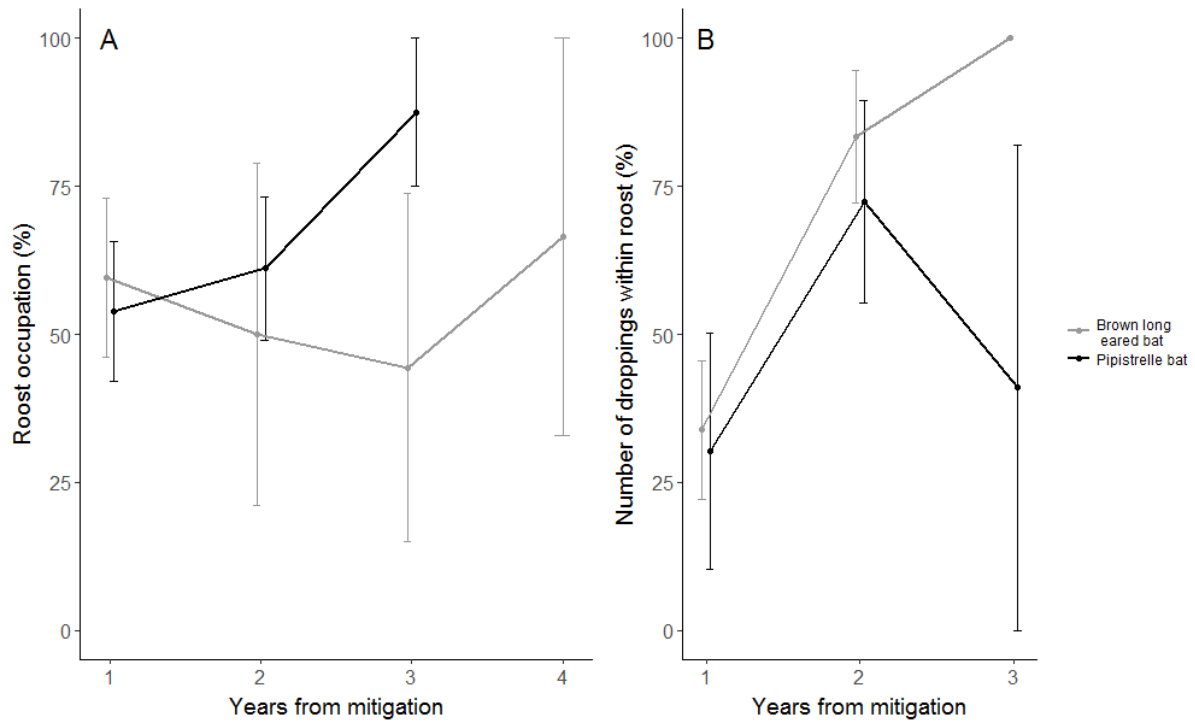 A
Roost occupation (%)
100
75
50
25
0
1 2 3 4
Years from mitigation
B
Number of droppings within roost (%)
100
75
50
25
0
1 2 3
Years from mitigation
Brown long
eared bat
Pipistrelle bat